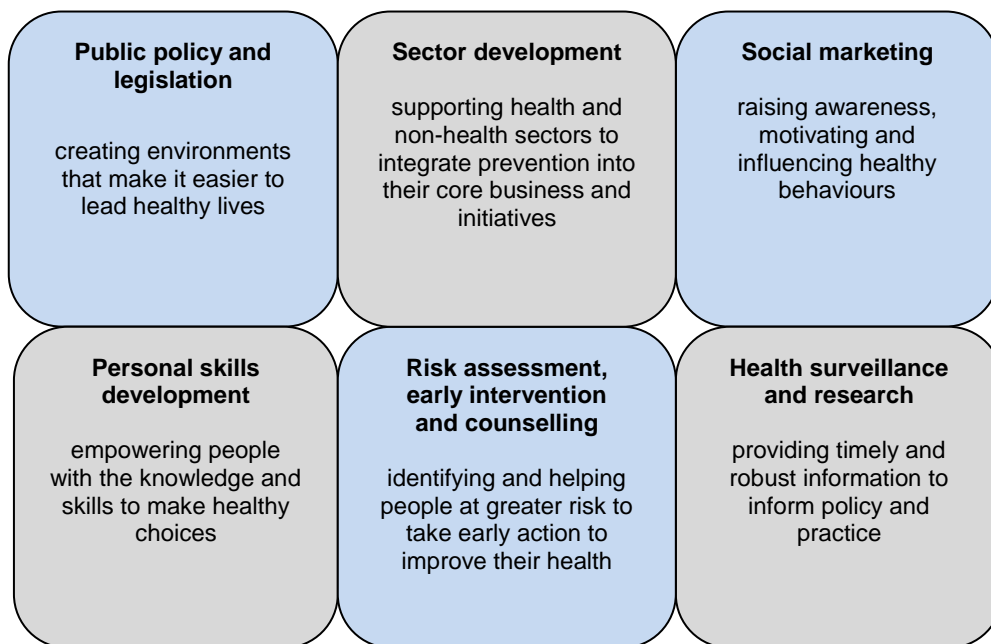 Public policy and
legislation
creating environments
that make it easier to
lead healthy lives
Sector development
supporting health and
non-health sectors to
integrate prevention into
their core business and
initiatives
Social marketing
raising awareness,
motivating and
influencing healthy
behaviours
Personal skills
development
empowering people
with the knowledge and
skills to make healthy
choices
Risk assessment,
early intervention
and counselling
identifying and helping
people at greater risk to
take early action to
improve their health
Health surveillance
and research
providing timely and
robust information to
inform policy and
practice